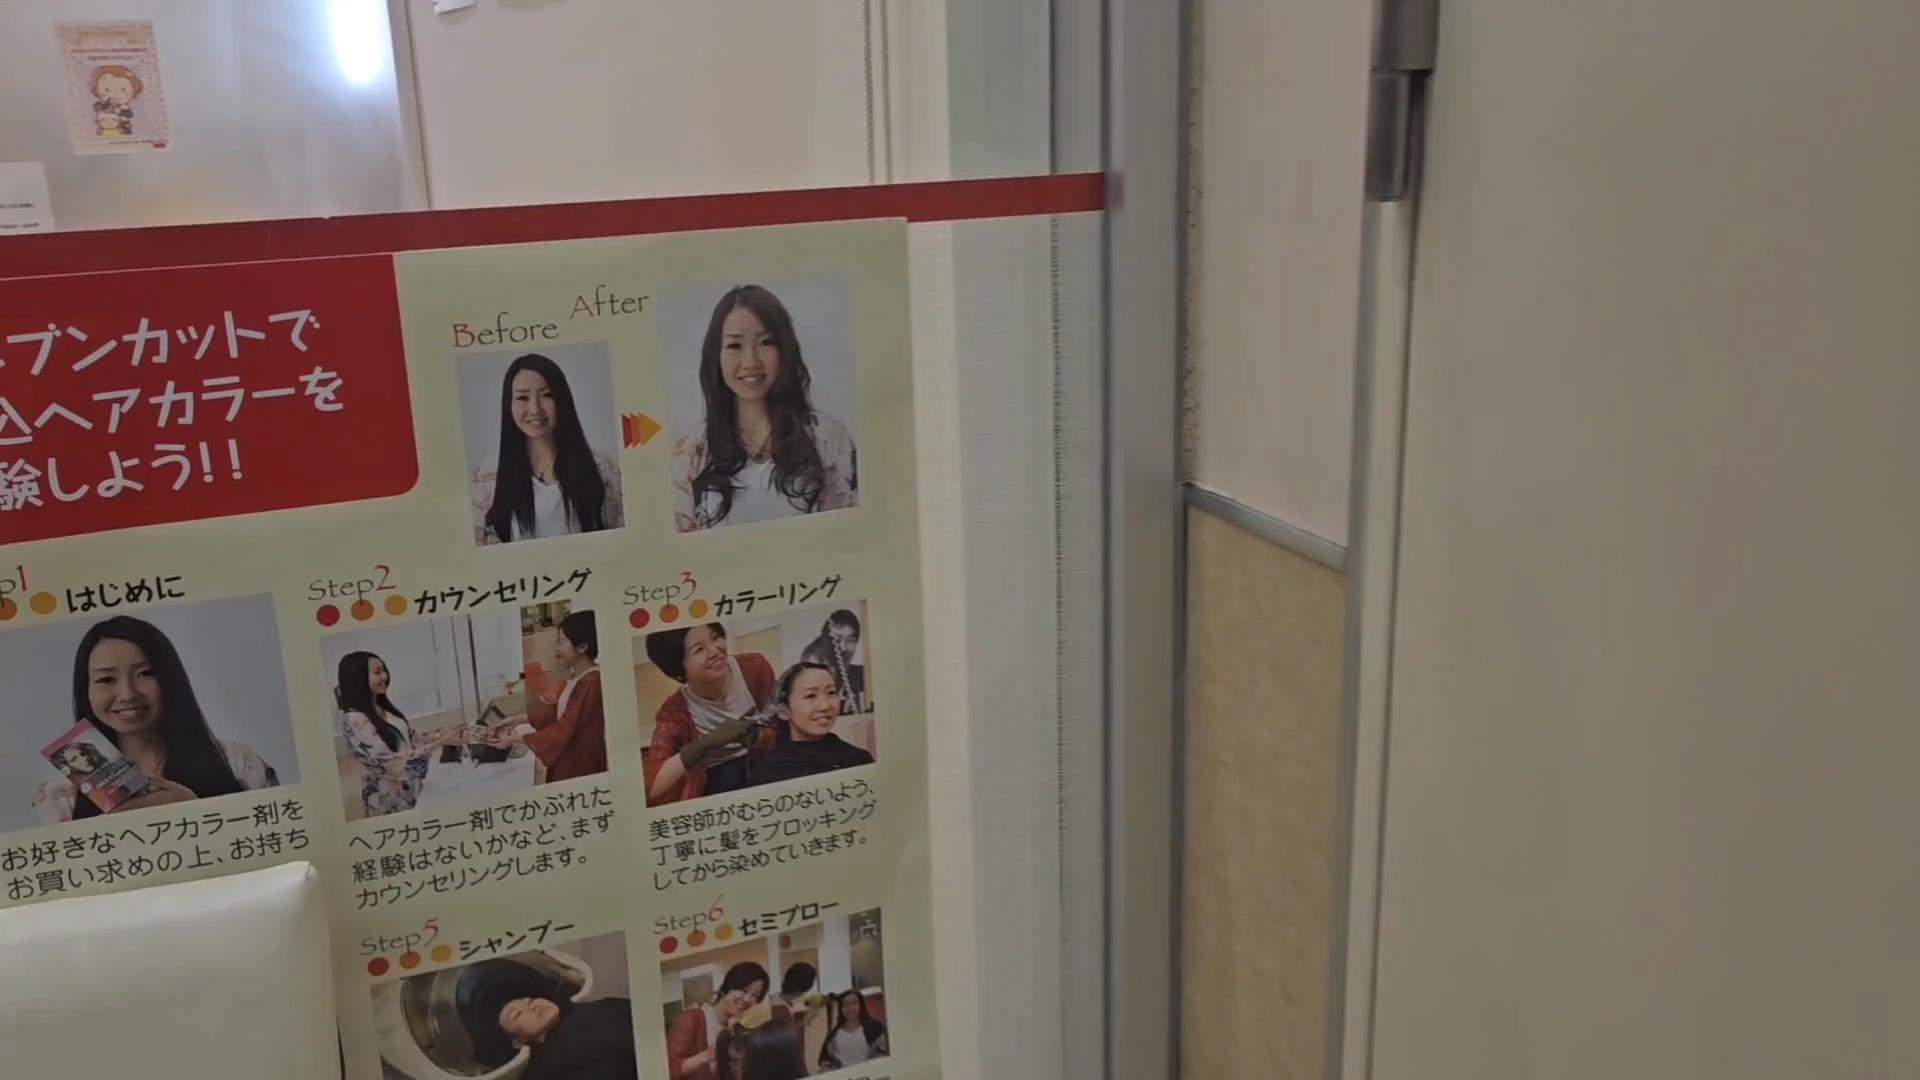 ブンカットで
込ヘアカラーを
験しよう!!
Before
After
p1
はじめに
お好きなヘアカラー剤を
お買い求めの上、お持ち
Step2
カウンセリング
ヘアカラー剤でかぶれた
経験はないかなど、まず
カウンセリングします。
Step3
カラーリング
美容師がむらのないよう、
丁寧に髪をブロッキング
してから染めていきます。
Step5
シャンプー
Step6
セミブロー